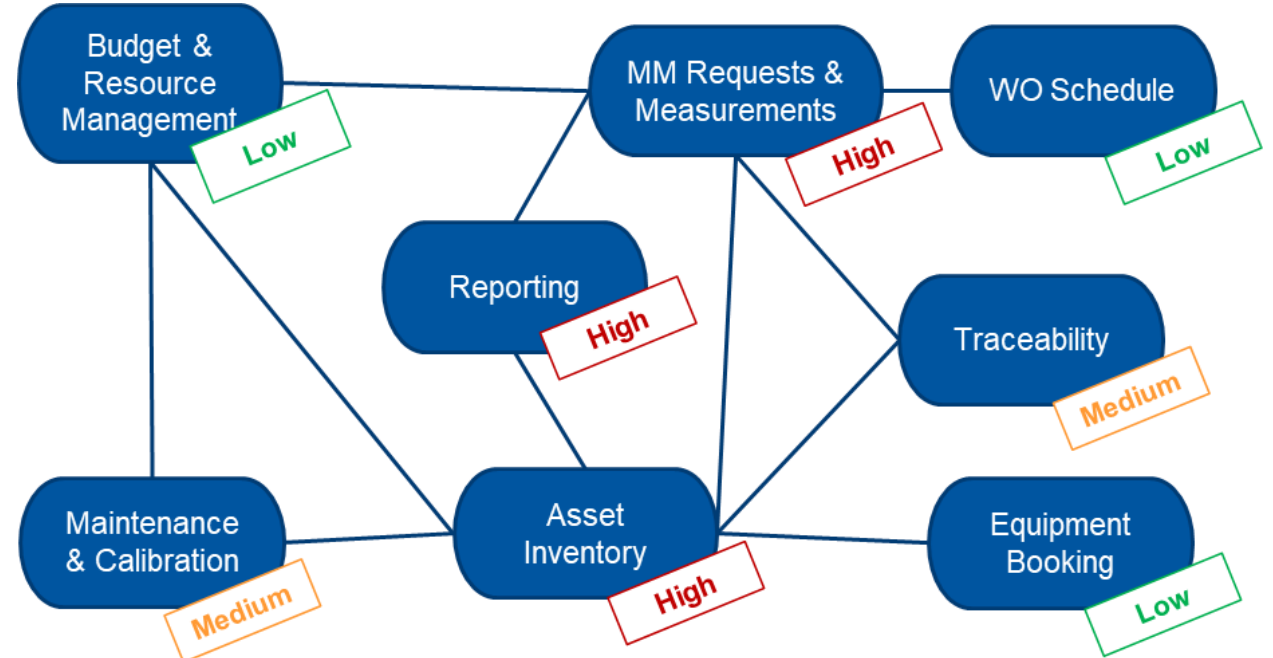 Budget &
Resource
Management
Low
MM Requests &
Measurements
High
WO Schedule
Low
Reporting
High
Traceability
Medium
Maintenance
& Calibration
Medium
Asset
Inventory
High
Equipment
Booking
Low